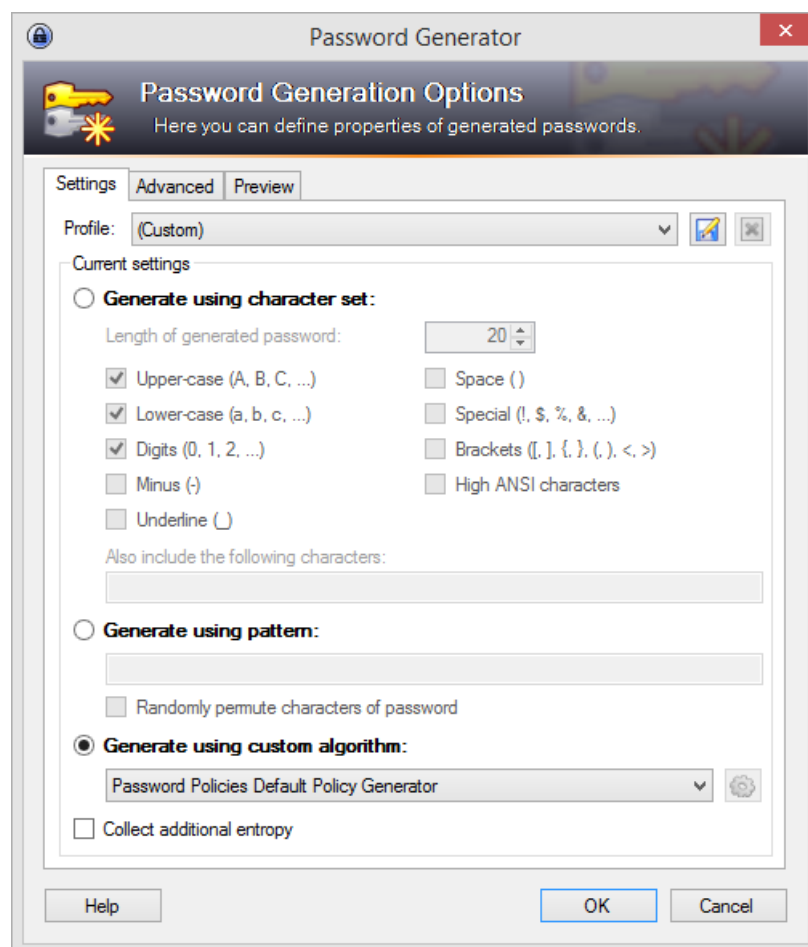 Password Generator
Password Generation Options
Here you can define properties of generated passwords.
Settings Advanced Preview
Profile: (Custom)
Current settings
Generate using character set:
Length of generated password: 20
Upper-case (A, B, C, ...) Space ( )
Lower-case (a, b, c, ...) Special (!, $, %, &, ...)
Digits (0, 1, 2, ...) Brackets ([, ], {, }, (, ), <, >)
Minus (-) High ANSI characters
Underline (_)
Also include the following characters:
Generate using pattern:
Randomly permute characters of password
Generate using custom algorithm:
Password Policies Default Policy Generator
Collect additional entropy
Help OK Cancel